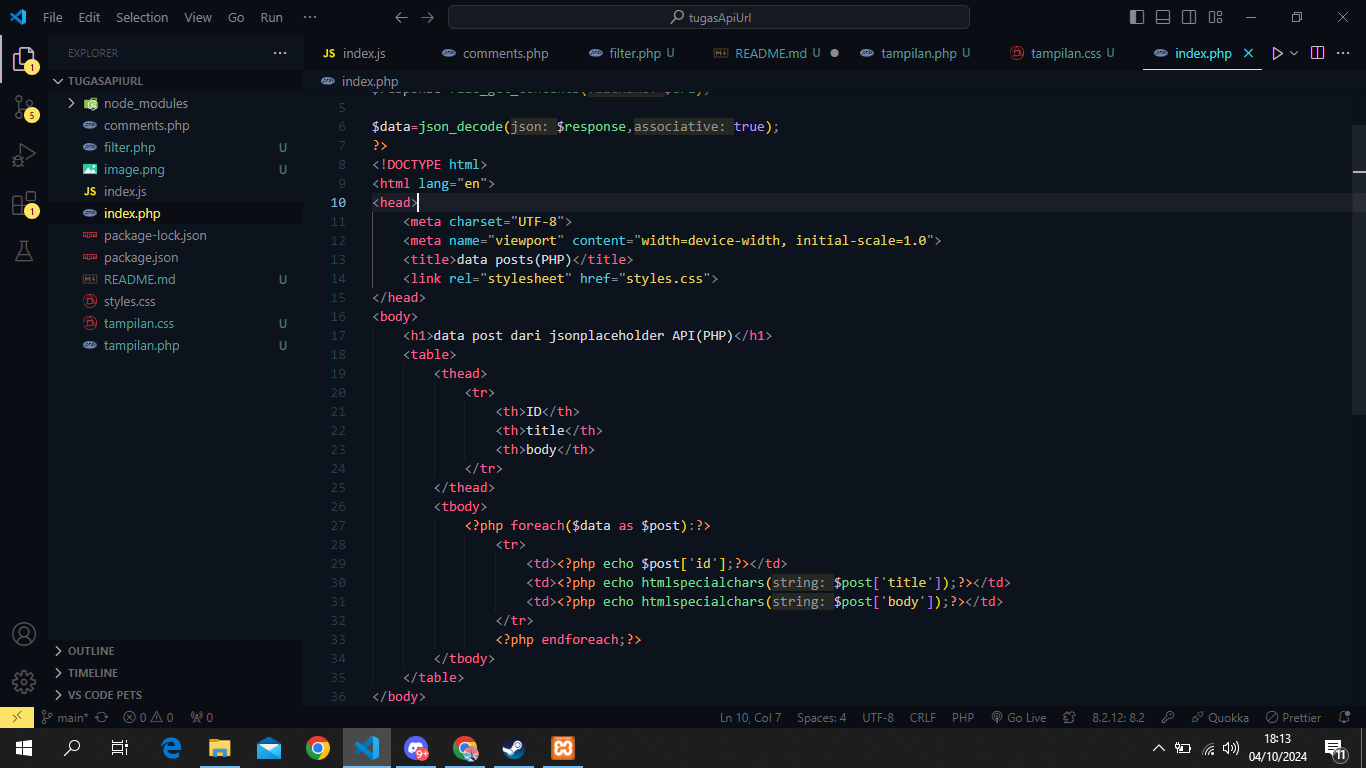 File Edit Selection View Go Run ··· tugasApiUrl
EXPLORER ···
JS index.js comments.php filter.php U README.md U tampilan.php U tampilan.css U index.php
TUGASAPIURL
index.php
node_modules
comments.php
filter.php U
image.png U
JS index.js
index.php
package-lock.json
package.json
README.md U
styles.css
tampilan.css U
tampilan.php U
OUTLINE
TIMELINE
VS CODE PETS
1
5
1
5
6 $data=json_decode(json: $response,associative: true);
7 ?>
8 <!DOCTYPE html>
9 <html lang="en">
10 <head>
11 <meta charset="UTF-8">
12 <meta name="viewport" content="width=device-width, initial-scale=1.0">
13 <title>data posts(PHP)</title>
14 <link rel="stylesheet" href="styles.css">
15 </head>
16 <body>
17 <h1>data post dari jsonplaceholder API(PHP)</h1>
18 <table>
19 <thead>
20 <tr>
21 <th>ID</th>
22 <th>title</th>
23 <th>body</th>
24 </tr>
25 </thead>
26 <tbody>
27 <?php foreach($data as $post):?>
28 <tr>
29 <td><?php echo $post['id'];?></td>
30 <td><?php echo htmlspecialchars(string: $post['title']);?></td>
31 <td><?php echo htmlspecialchars(string: $post['body']);?></td>
32 </tr>
33 <?php endforeach;?>
34 </tbody>
35 </table>
36 </body>
main* 0 0 0 Ln 10, Col 7 Spaces: 4 UTF-8 CRLF PHP Go Live 8.2.12: 8.2 Quokka Prettier
9+
18:13
04/10/2024
11